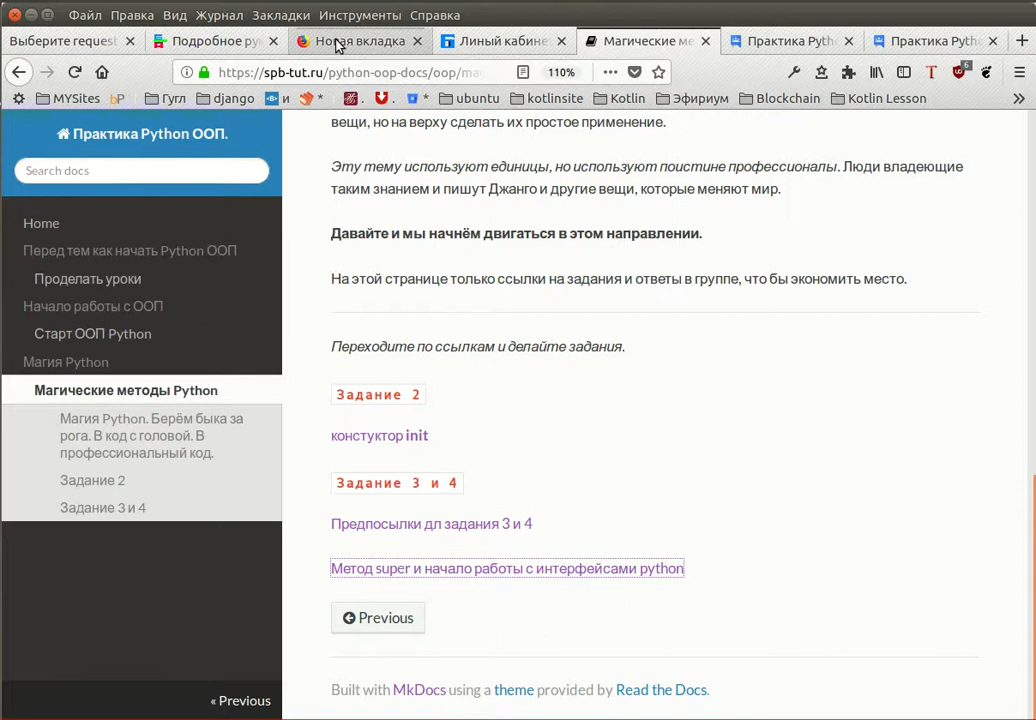 Файл Правка Вид Журнал Закладки Инструменты Справка
Выберите request Подробное рук Новая вкладка Линый кабине Магические ме Практика Pyth Практика Pyth
https://spb-tut.ru/python-oop-docs/oop/ma 110% 6
MYSites bP Гугл django и ubuntu kotlinsite Kotlin Эфириум Blockchain Kotlin Lesson
Практика Python ООП.
Search docs
Home
Перед тем как начать Python ООП
Проделать уроки
Начало работы с ООП
Старт ООП Python
Магия Python
Магические методы Python
Магия Python. Берём быка за
рога. В код с головой. В
профессиональный код.
Задание 2
Задание 3 и 4
« Previous
вещи, но на верху сделать их простое применение.
Эту тему используют единицы, но используют поистине профессионалы. Люди владеющие
таким знанием и пишут Джанго и другие вещи, которые меняют мир.
Давайте и мы начнём двигаться в этом направлении.
На этой странице только ссылки на задания и ответы в группе, что бы экономить место.
Переходите по ссылкам и делайте задания.
Задание 2
констуктор init
Задание 3 и 4
Предпосылки дл задания 3 и 4
Метод super и начало работы с интерфейсами python
Previous
Built with MkDocs using a theme provided by Read the Docs.